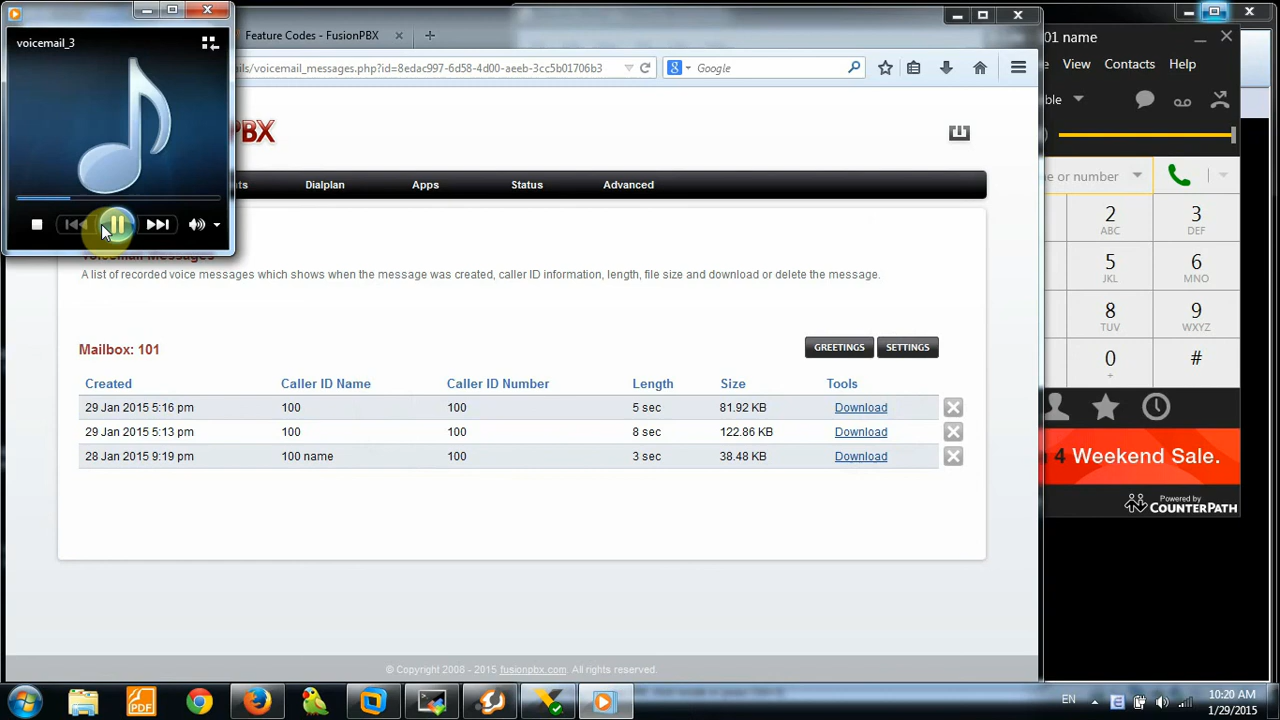 voicemail_3
Feature Codes - FusionPBX
ils/voicemail_messages.php?id=8edac997-6d58-4d00-aeeb-3cc5b01706b3
Google
01 name
View Contacts Help
ble
PBX
nts Dialplan Apps Status Advanced
e or number
Voicemail Messages
A list of recorded voice messages which shows when the message was created, caller ID information, length, file size and download or delete the message.
Mailbox: 101
GREETINGS SETTINGS
Created Caller ID Name Caller ID Number Length Size Tools
29 Jan 2015 5:16 pm 100 100 5 sec 81.92 KB Download
29 Jan 2015 5:13 pm 100 100 8 sec 122.86 KB Download
28 Jan 2015 9:19 pm 100 name 100 3 sec 38.48 KB Download
2 3
ABC DEF
5 6
JKL MNO
8 9
TUV WXYZ
0 #
+
4 Weekend Sale.
Powered by
COUNTERPATH
© Copyright 2008 - 2015 fusionpbx.com. All rights reserved.
PDF
EN
10:20 AM
1/29/2015